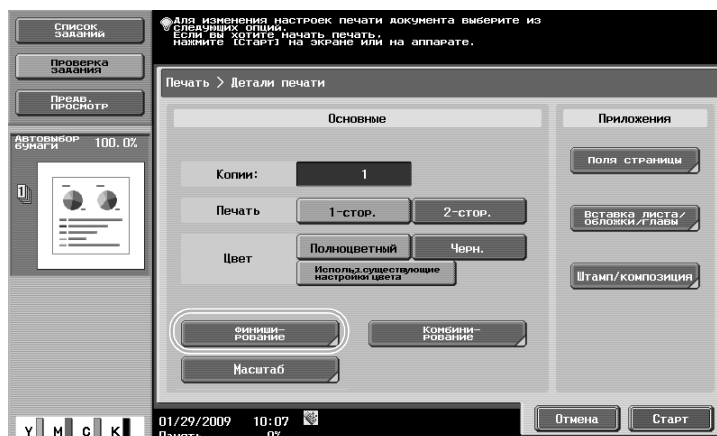 Список
заданий
Проверка
задания
Предв.
просмотр
Автовыбор
бумаги 100.0%
1
Для изменения настроек печати документа выберите из
следующих опций.
Если вы хотите начать печать,
нажмите [Старт] на экране или на аппарате.
Печать > Детали печати
Основные
Приложения
Копии: 1
Печать 1-стор. 2-стор.
Цвет Полноцветный Черн.
Использ.существующие
настройки цвета
Финиши-
рование
Комбини-
рование
Масштаб
Поля страницы
Вставка листа/
обложки/главы
Штамп/композиция
01/29/2009 10:07
Память 0%
Отмена Старт
Y M C K